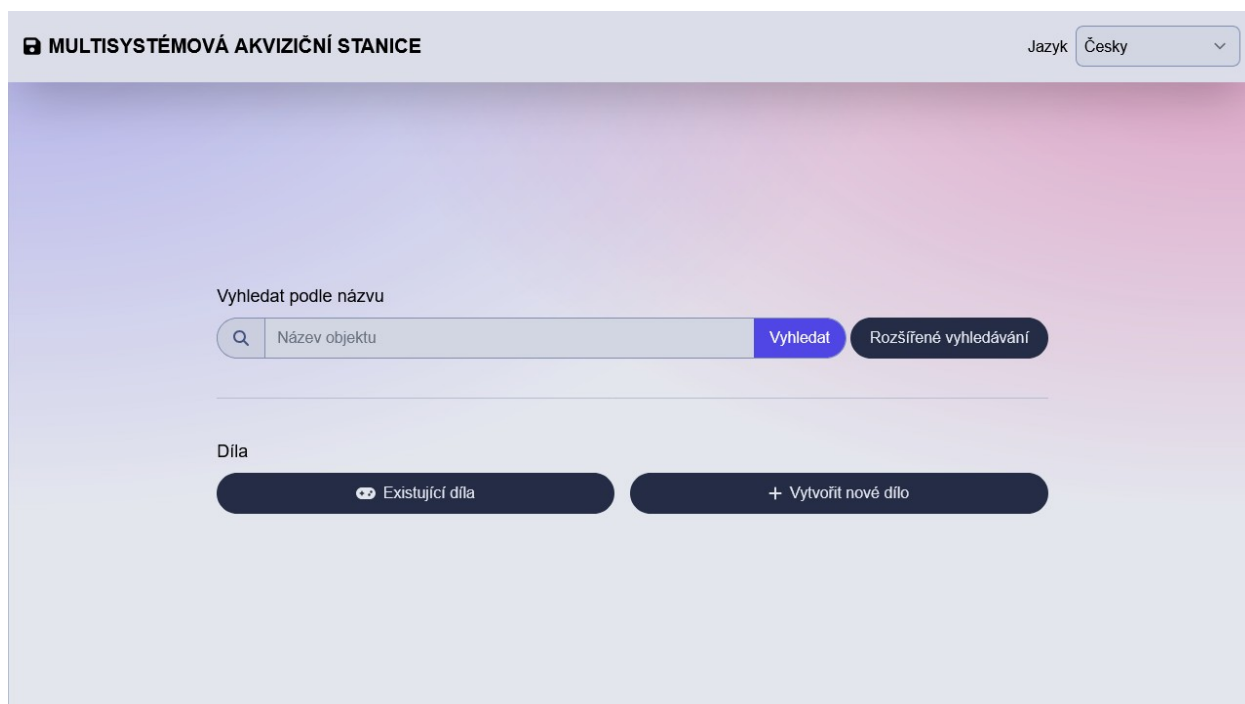 MULTISYSTÉMOVÁ AKVIZIČNÍ STANICE
Jazyk Česky
Vyhledat podle názvu
Název objektu Vyhledat Rozšířené vyhledávání
Díla
Existující díla + Vytvořit nové dílo